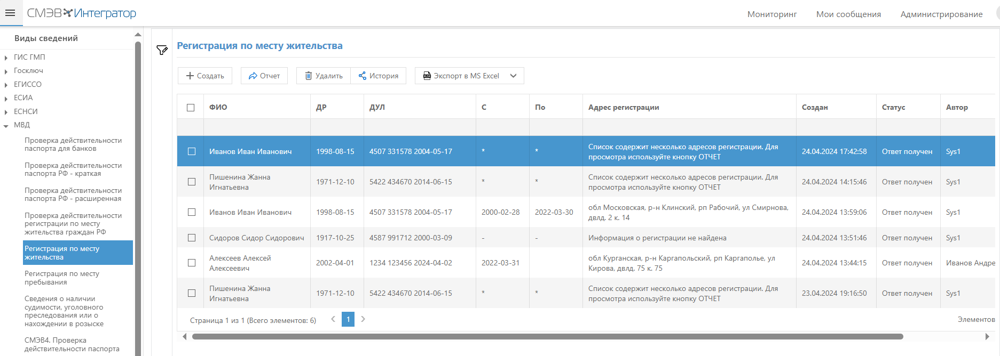 СМЭВ Интегратор
Мониторинг
Мои сообщения
Администрирование
Виды сведений
ГИС ГМП
Госключ
ЕГИССО
ЕСИА
ЕСНСИ
МВД
Проверка действительности
паспорта для банков
Проверка действительности
паспорта РФ - краткая
Проверка действительности
паспорта РФ - расширенная
Проверка действительности
регистрации по месту
жительства граждан РФ
Регистрация по месту
жительства
Регистрация по месту
пребывания
Сведения о наличии
судимости, уголовного
преследования или о
нахождении в розыске
СМЭВ4. Проверка
действительности паспорта
Регистрация по месту жительства
Создать
Отчет
Удалить
История
XLSX Экспорт в MS Excel
ФИО ДР ДУЛ С По Адрес регистрации Создан Статус Автор
Иванов Иван Иванович 1998-08-15 4507 331578 2004-05-17 * * Список содержит несколько адресов регистрации. Для 24.04.2024 17:42:58 Ответ получен Sys1
просмотра используйте кнопку ОТЧЕТ
Пишенина Жанна 1971-12-10 5422 434670 2014-06-15 * * Список содержит несколько адресов регистрации. Для 24.04.2024 14:15:46 Ответ получен Sys1
Игнатьевна просмотра используйте кнопку ОТЧЕТ
Иванов Иван Иванович 1998-08-15 4507 331578 2004-05-17 2000-02-28 2022-03-30 обл Московская, р-н Клинский, рп Рабочий, ул Смирнова, 24.04.2024 13:59:06 Ответ получен Sys1
двлд. 2 к. 14
Сидоров Сидор Сидорович 1917-10-25 4587 991712 2000-03-09 - - Информация о регистрации не найдена 24.04.2024 13:51:46 Ответ получен Sys1
Алексеев Алексей 2002-04-01 1234 123456 2024-04-02 2022-03-31 обл Курганская, р-н Каргапольский, рп Каргаполье, ул 24.04.2024 13:44:15 Ответ получен Иванов Андре
Алексеевич Кирова, двлд. 75 к. 75
Пишенина Жанна 1971-12-10 5422 434670 2014-06-15 * * Список содержит несколько адресов регистрации. Для 23.04.2024 19:16:50 Ответ получен Sys1
Игнатьевна просмотра используйте кнопку ОТЧЕТ
Страница 1 из 1 (Всего элементов: 6) 1 Элементов